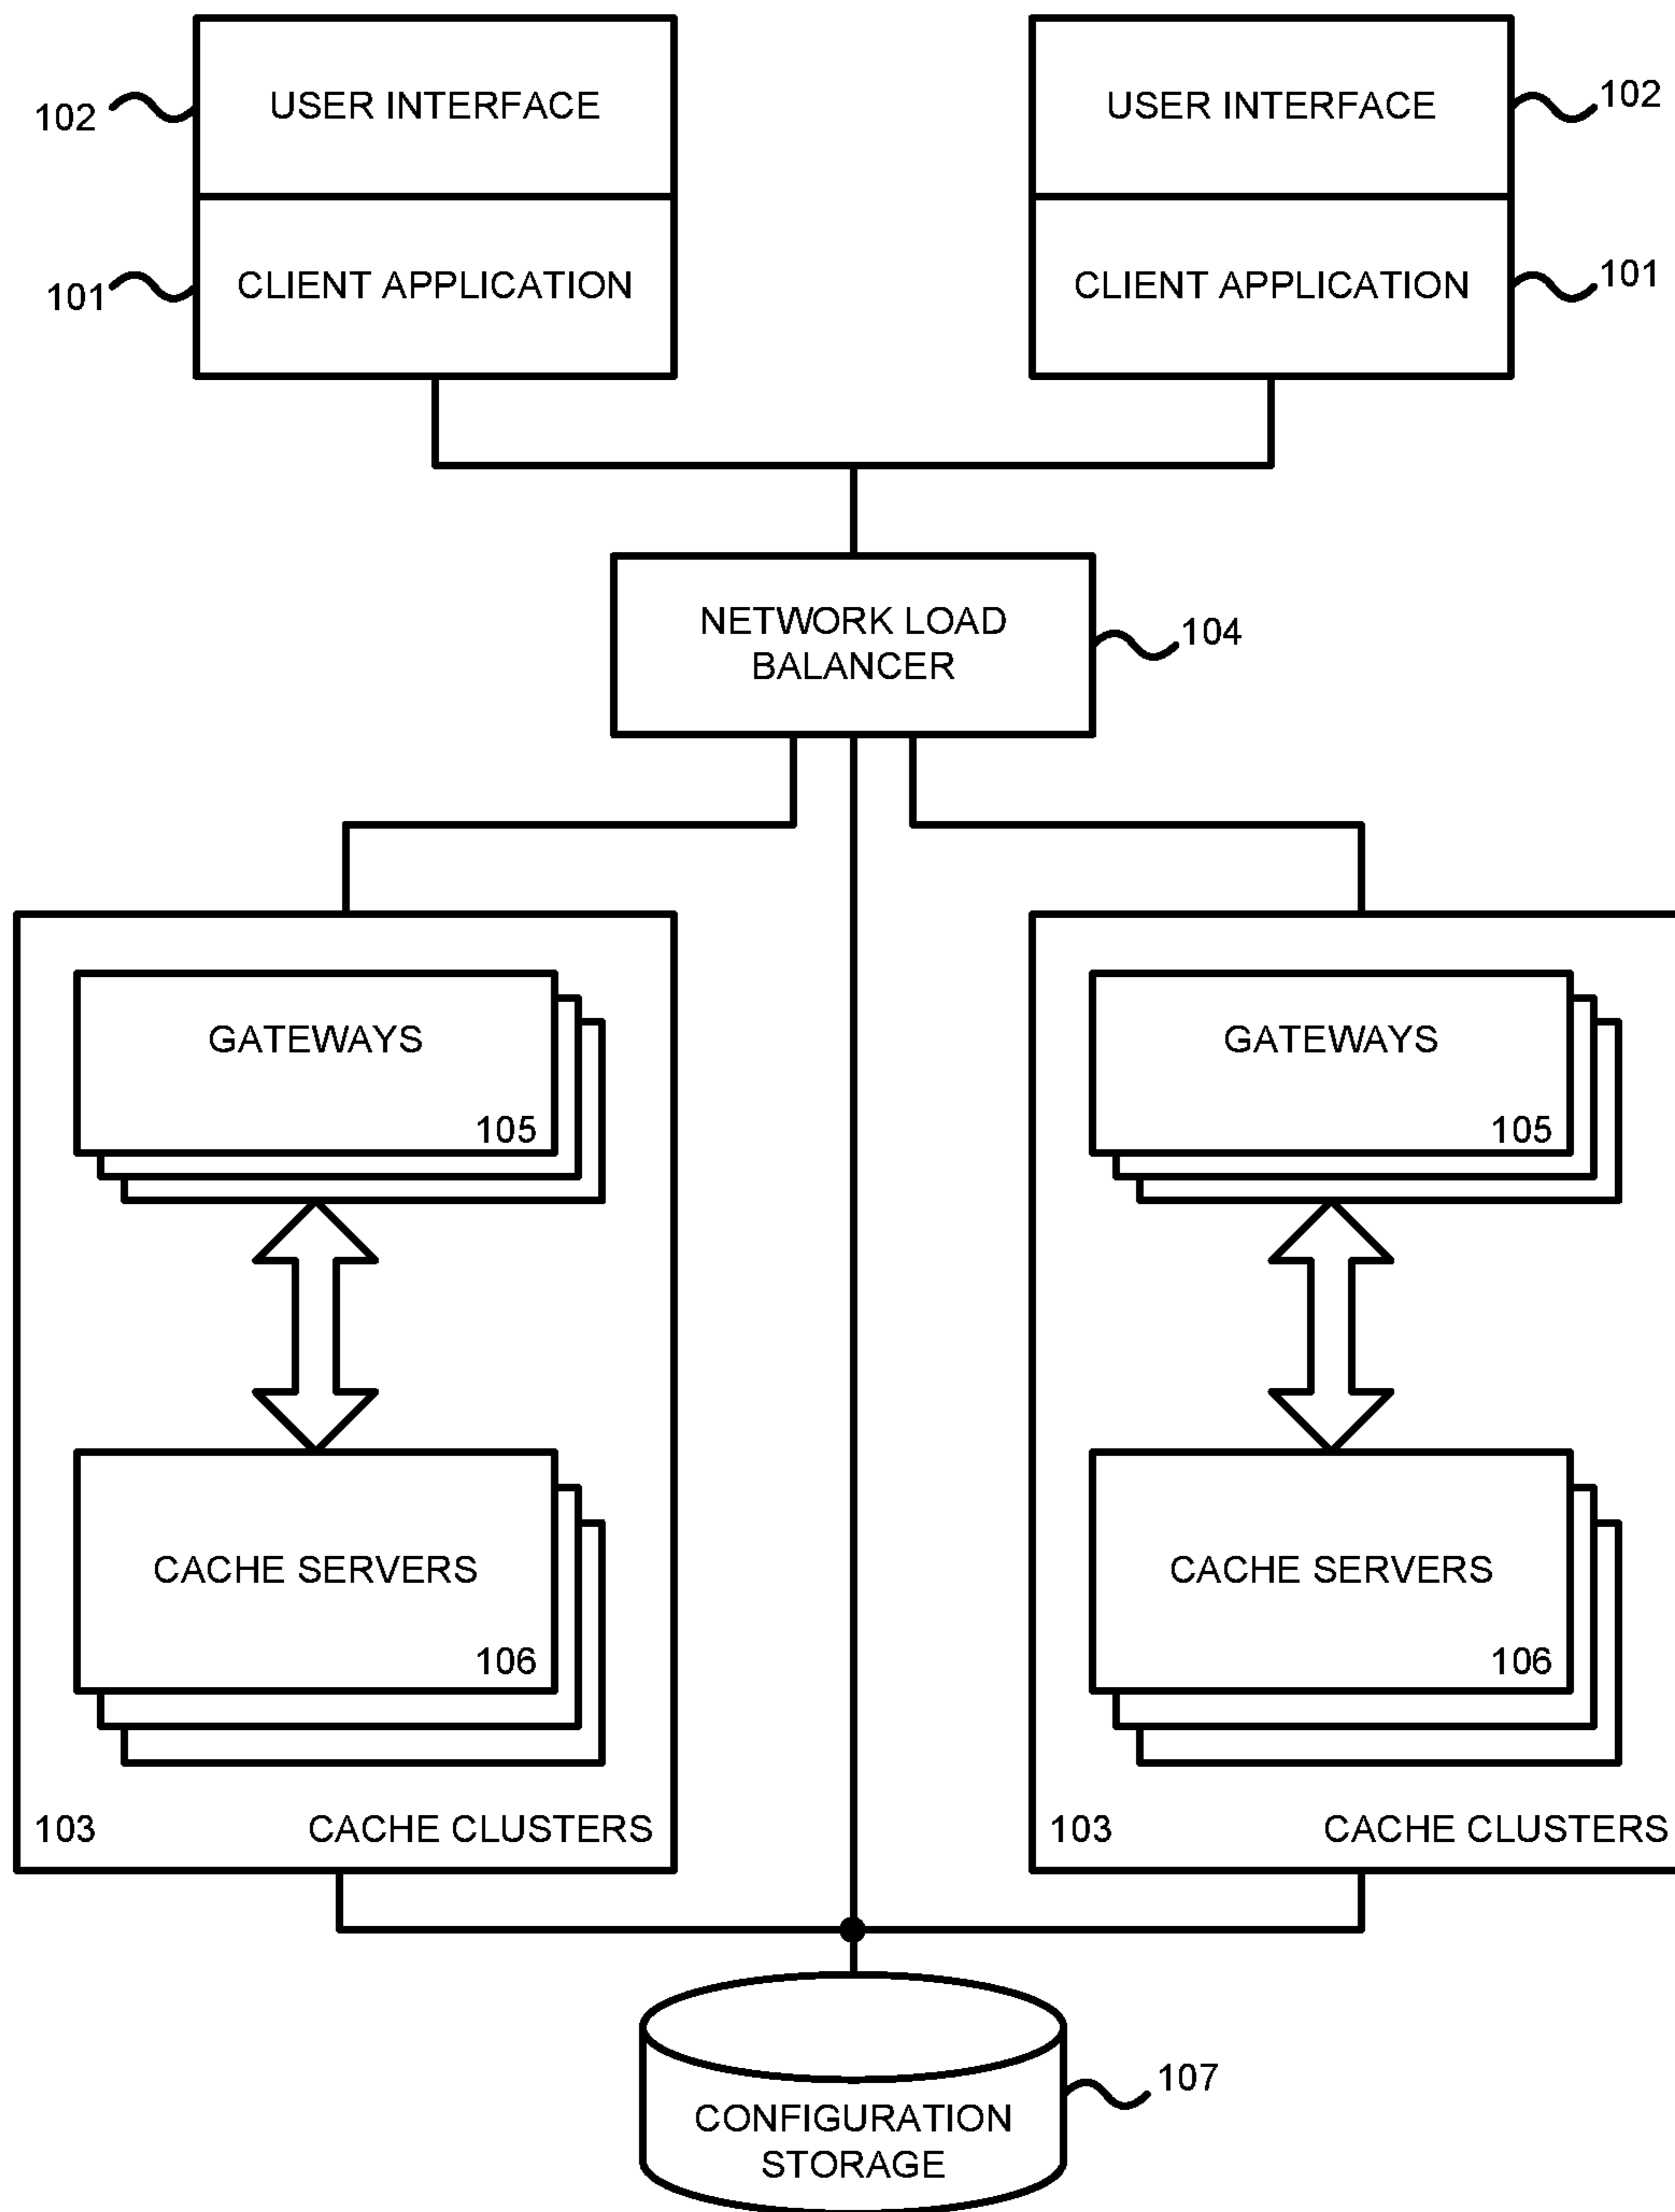 102
USER INTERFACE
USER INTERFACE
102
101
CLIENT APPLICATION
CLIENT APPLICATION
101
NETWORK LOAD
BALANCER
104
GATEWAYS
105
GATEWAYS
105
CACHE SERVERS
106
CACHE SERVERS
106
103
CACHE CLUSTERS
103
CACHE CLUSTERS
CONFIGURATION
STORAGE
107